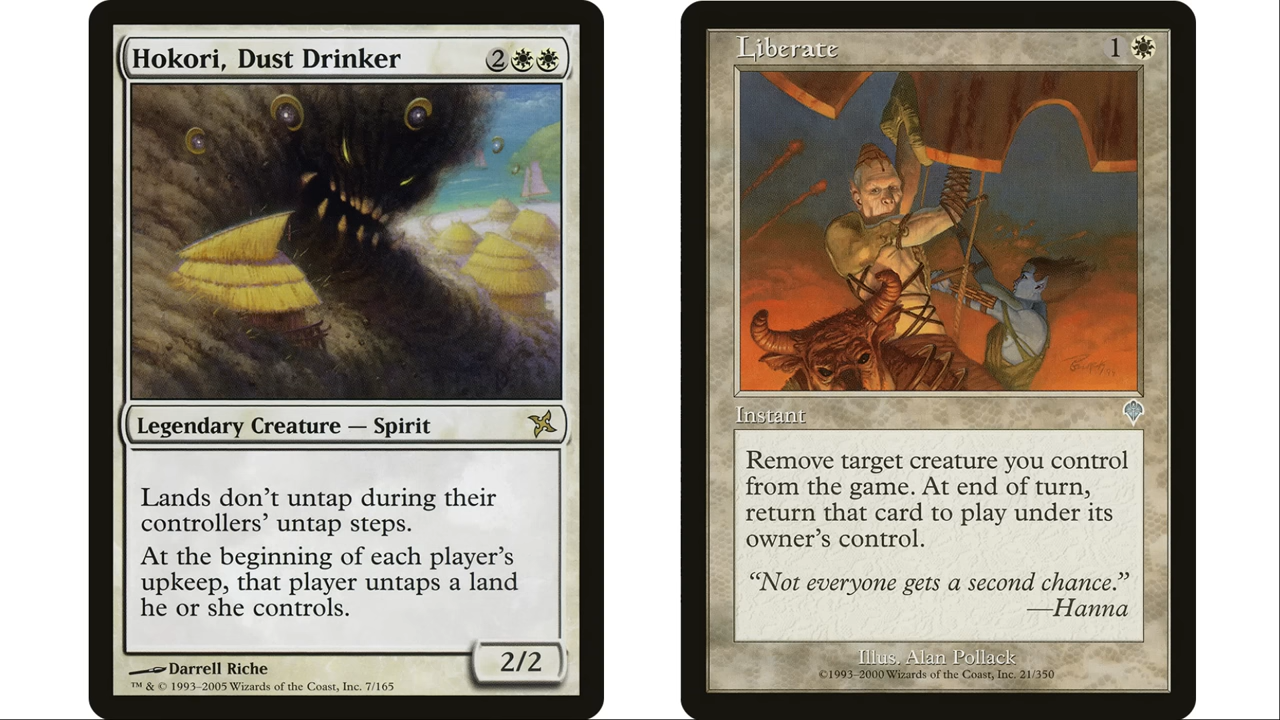 Hokori, Dust Drinker 2
Legendary Creature — Spirit
Lands don't untap during their
controllers' untap steps.
At the beginning of each player's
upkeep, that player untaps a land
he or she controls.
2/2
Darrell Riche
™ & © 1993–2005 Wizards of the Coast, Inc. 7/165
Liberate 1
Instant
Remove target creature you control
from the game. At end of turn,
return that card to play under its
owner's control.
"Not everyone gets a second chance."
—Hanna
Illus. Alan Pollack
©1993–2000 Wizards of the Coast, Inc. 21/350